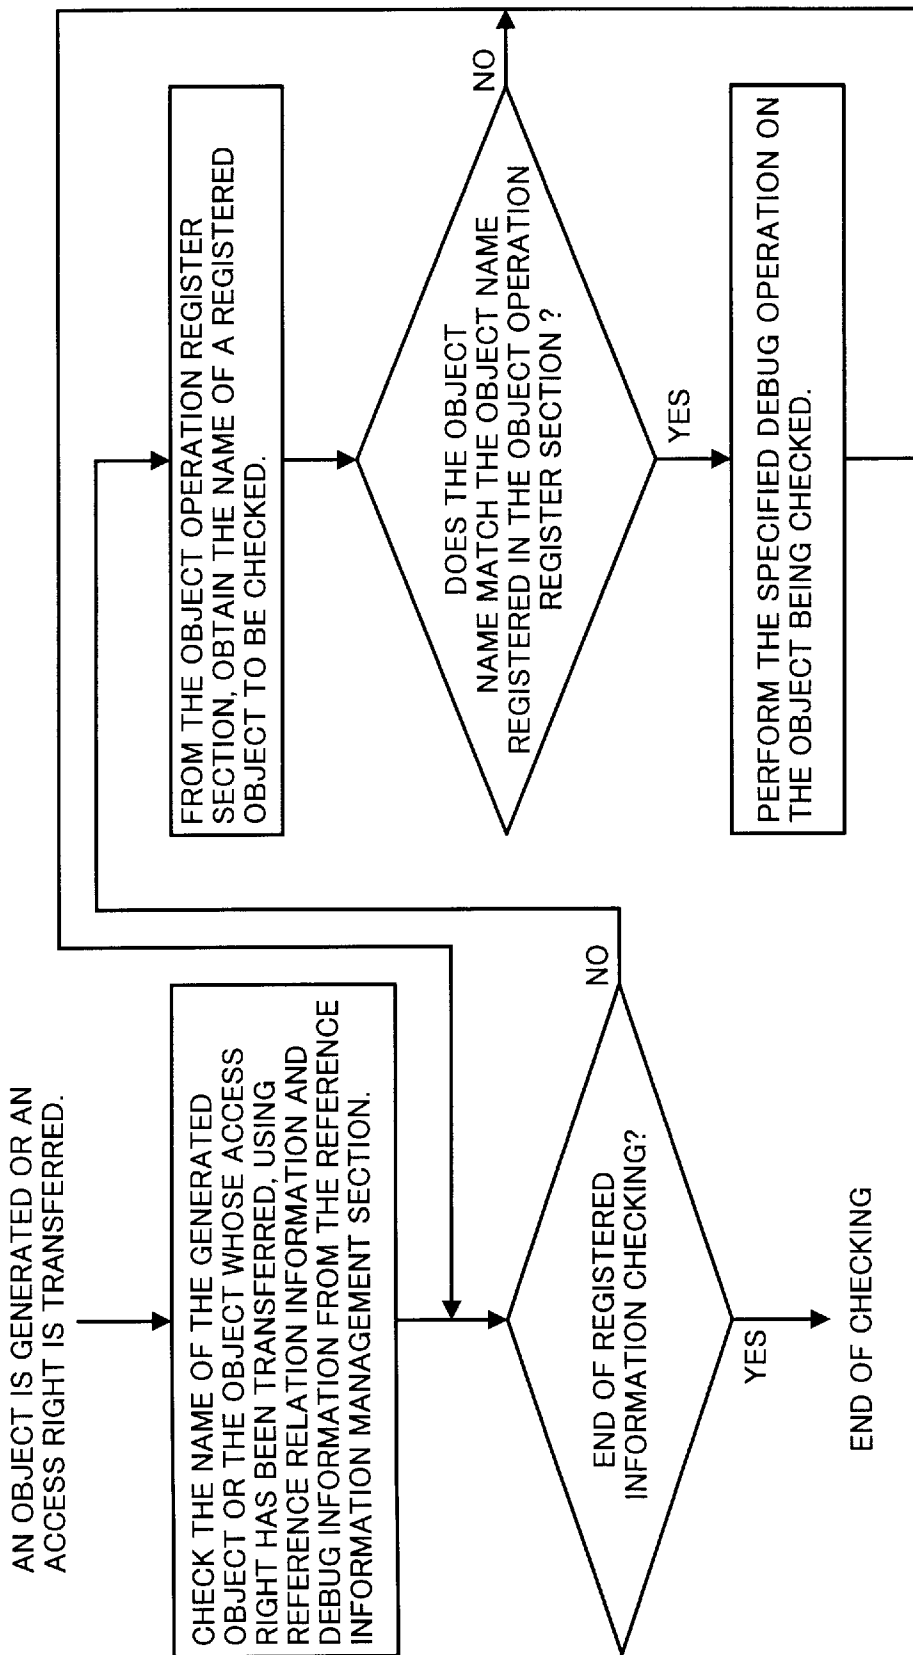 AN OBJECT IS GENERATED OR AN
ACCESS RIGHT IS TRANSFERRED.
CHECK THE NAME OF THE GENERATED
OBJECT OR THE OBJECT WHOSE ACCESS
RIGHT HAS BEEN TRANSFERRED, USING
REFERENCE RELATION INFORMATION AND
DEBUG INFORMATION FROM THE REFERENCE
INFORMATION MANAGEMENT SECTION.
END OF REGISTERED
INFORMATION CHECKING?
NO
YES
END OF CHECKING
FROM THE OBJECT OPERATION REGISTER
SECTION, OBTAIN THE NAME OF A REGISTERED
OBJECT TO BE CHECKED.
DOES THE OBJECT
NAME MATCH THE OBJECT NAME
REGISTERED IN THE OBJECT OPERATION
REGISTER SECTION ?
NO
YES
PERFORM THE SPECIFIED DEBUG OPERATION ON
THE OBJECT BEING CHECKED.